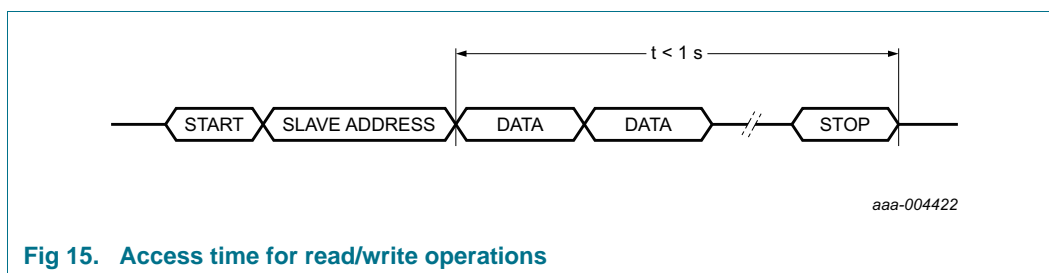 t < 1 s
START SLAVE ADDRESS DATA DATA STOP
aaa-004422
Fig 15. Access time for read/write operations